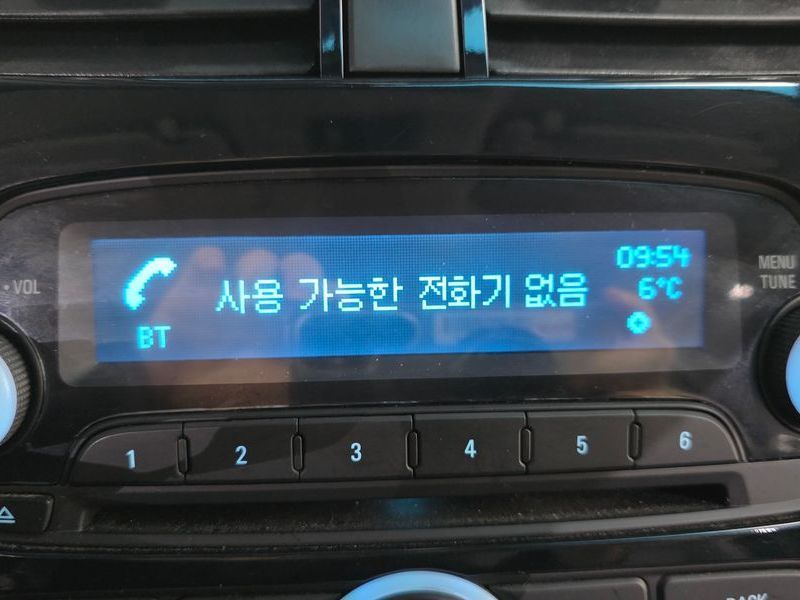 09:54
• VOL
사용 가능한 전화기 없음
6°C
MENU
TUNE
BT
1 2 3 4 5 6
BACK